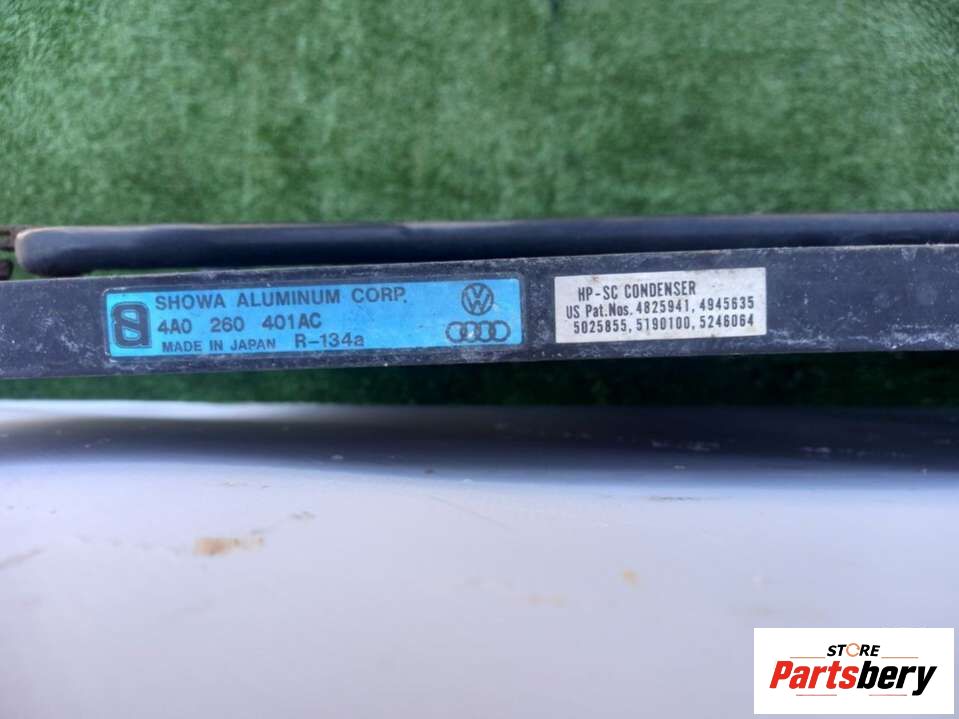 SHOWA ALUMINUM CORP.
4A0 260 401AC
MADE IN JAPAN R-134a
HP-SC CONDENSER
US Pat.Nos. 4825941, 4945635
5025855, 5190100, 5246064
STORE
Partsbery